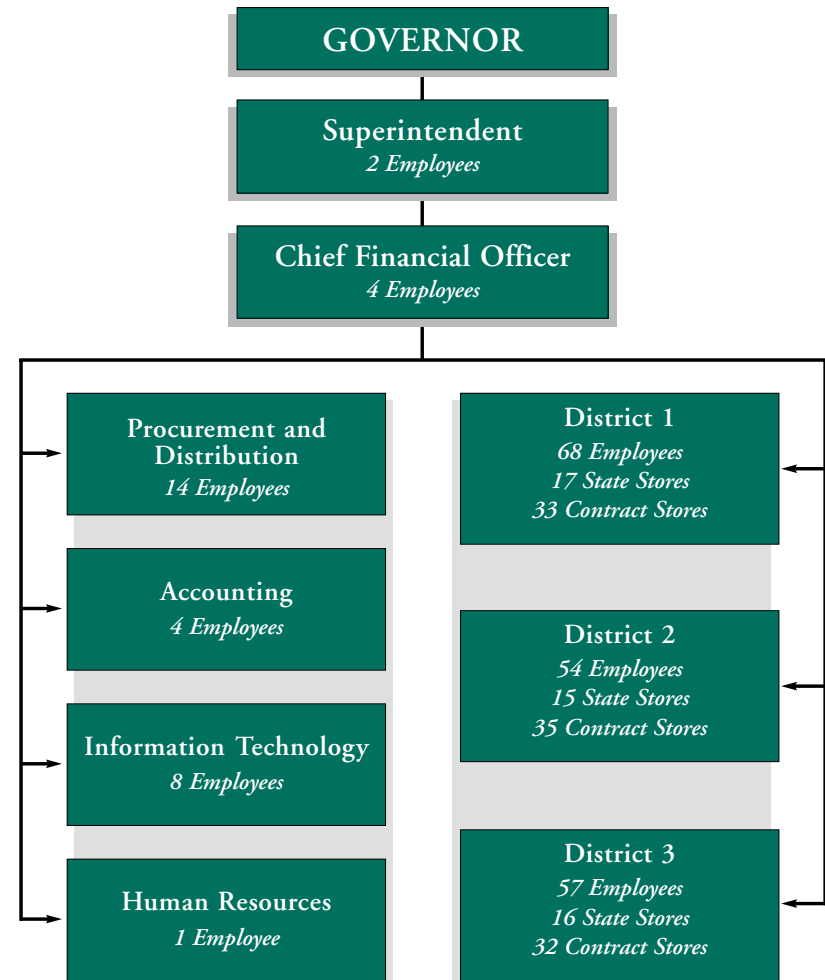 GOVERNOR
Superintendent
2 Employees
Chief Financial Officer
4 Employees
Procurement and
Distribution
14 Employees
Accounting
4 Employees
Information Technology
8 Employees
Human Resources
1 Employee
District 1
68 Employees
17 State Stores
33 Contract Stores
District 2
54 Employees
15 State Stores
35 Contract Stores
District 3
57 Employees
16 State Stores
32 Contract Stores